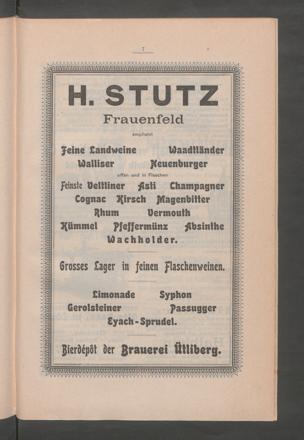 7
H. STUTZ
Frauenfeld
empfiehlt
Feine Landweine Waadtländer
Walliser Neuenburger
offen und in Flaschen
Feinste Veltliner Asti Champagner
Cognac Kirsch Magenbitter
Rhum Vermouth
Kümmel Pfeffermünz Absinthe
Wachholder.
Grosses Lager in feinen Flaschenweinen.
Limonade Syphon
Gerolsteiner Passugger
Eyach-Sprudel.
Bierdépôt der Brauerei Ütliberg.